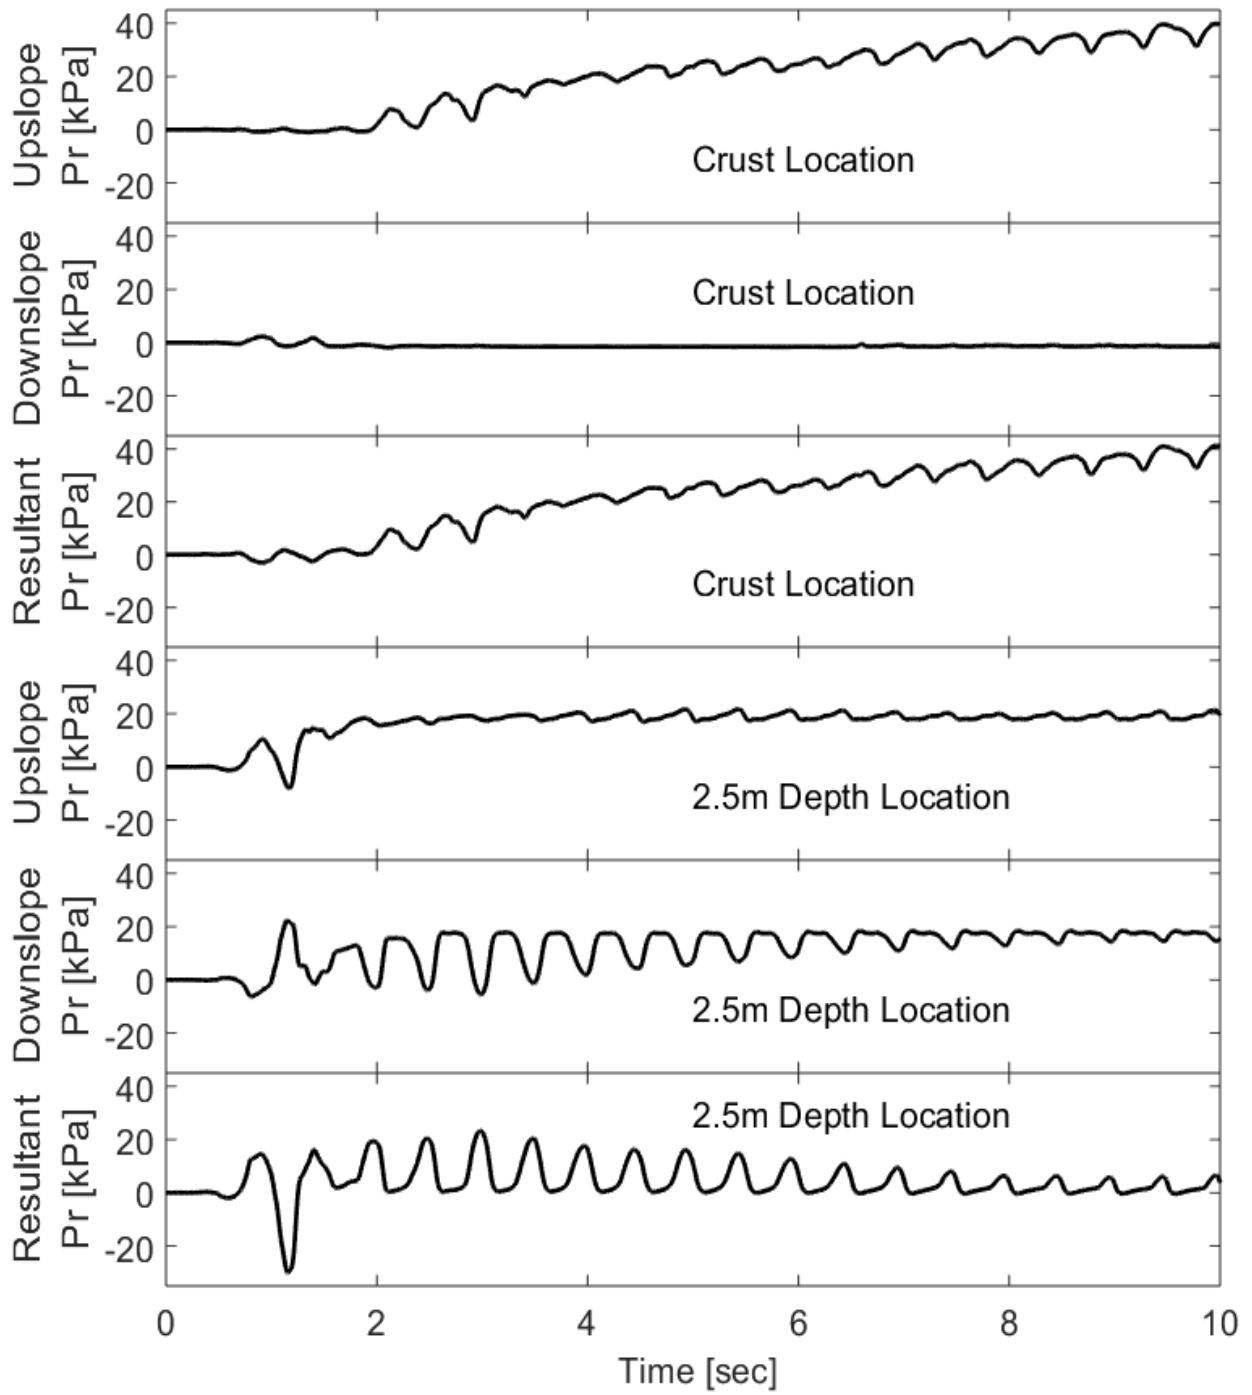 Upslope
Pr [kPa]
40
20
0
-20
Crust Location
Downslope
Pr [kPa]
40
20
0
-20
Crust Location
Resultant
Pr [kPa]
40
20
0
-20
Crust Location
Upslope
Pr [kPa]
40
20
0
-20
2.5m Depth Location
Downslope
Pr [kPa]
40
20
0
-20
2.5m Depth Location
Resultant
Pr [kPa]
40
20
0
-20
2.5m Depth Location
0 2 4 6 8 10
Time [sec]